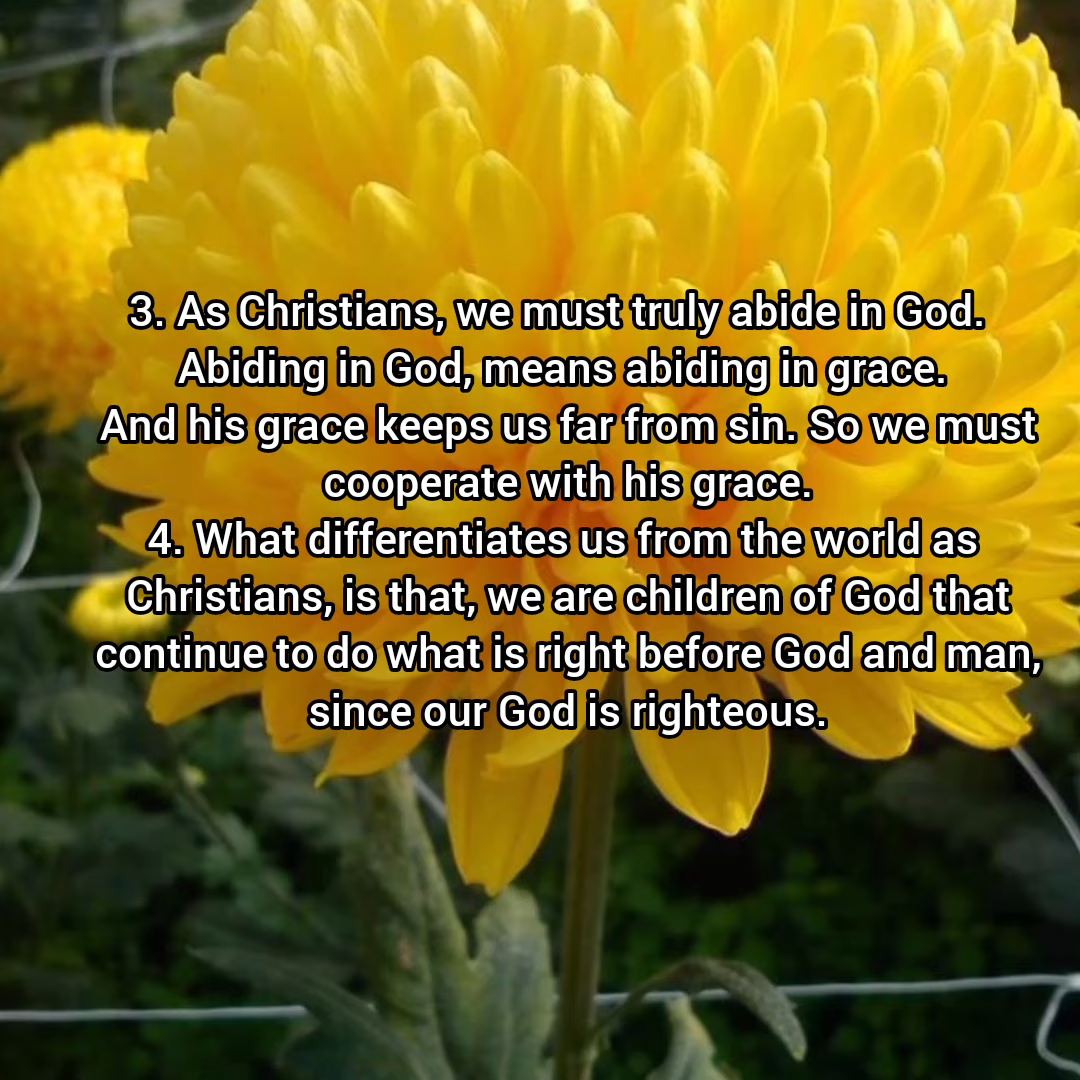 3. As Christians, we must truly abide in God.
Abiding in God, means abiding in grace.
And his grace keeps us far from sin. So we must
cooperate with his grace.
4. What differentiates us from the world as
Christians, is that, we are children of God that
continue to do what is right before God and man,
since our God is righteous.